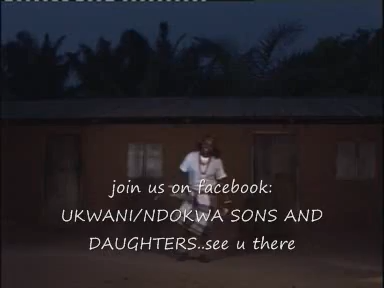 join us on facebook:
UKWANI/NDOKWA SONS AND
DAUGHTERS..see u there